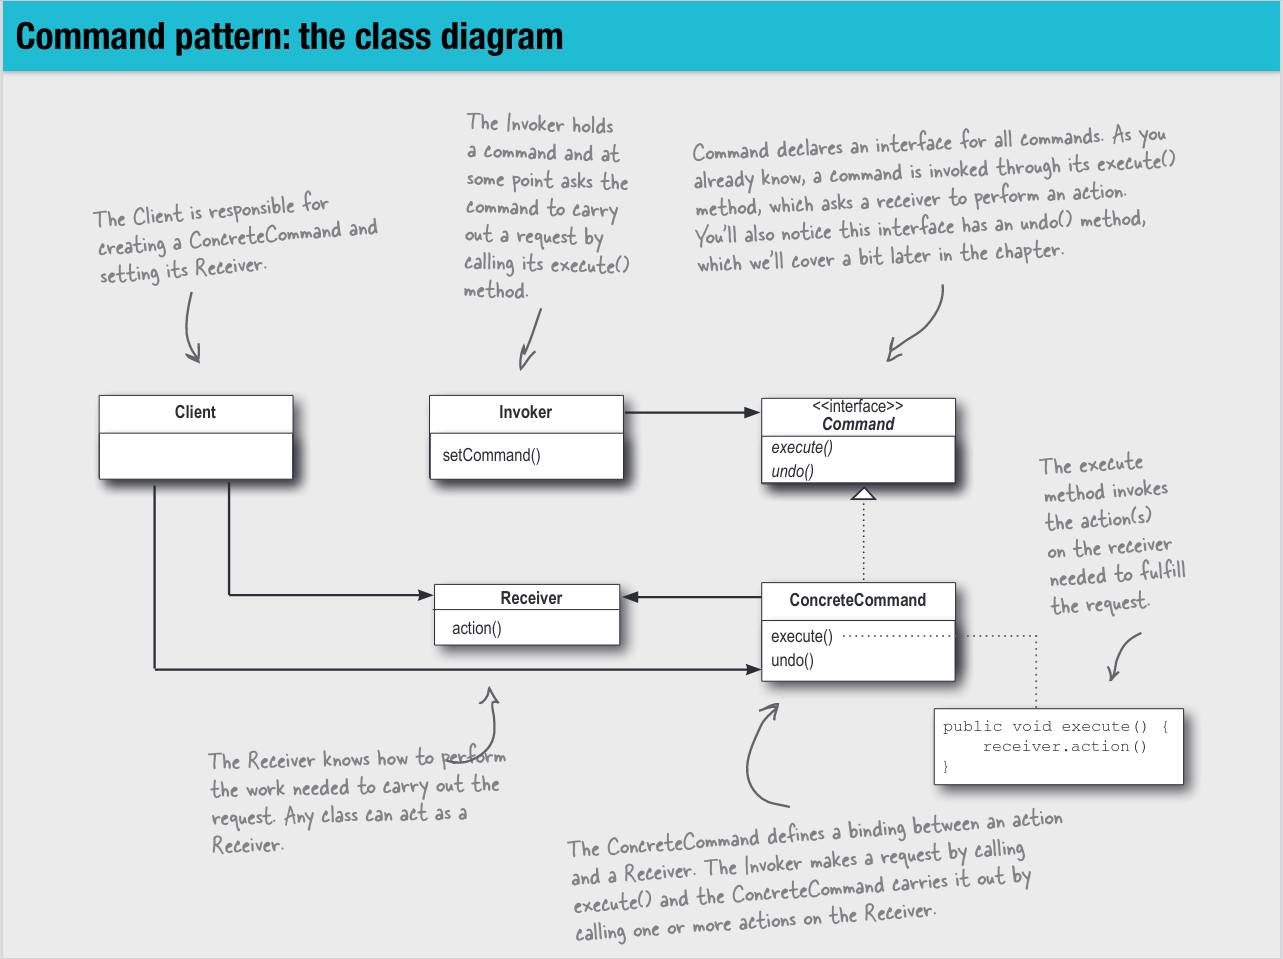 Command pattern: the class diagram
The Client is responsible for
creating a ConcreteCommand and
setting its Receiver.
The Invoker holds
a command and at
some point asks the
command to carry
out a request by
calling its execute()
method.
Command declares an interface for all commands. As you
already know, a command is invoked through its execute()
method, which asks a receiver to perform an action.
You'll also notice this interface has an undo() method,
which we'll cover a bit later in the chapter.
Client
Invoker
setCommand()
<<interface>>
Command
execute()
undo()
The execute
method invokes
the action(s)
on the receiver
needed to fulfill
the request.
Receiver
action()
ConcreteCommand
execute()
undo()
public void execute() {
receiver.action()
}
The Receiver knows how to perform
the work needed to carry out the
request. Any class can act as a
Receiver.
The ConcreteCommand defines a binding between an action
and a Receiver. The Invoker makes a request by calling
execute() and the ConcreteCommand carries it out by
calling one or more actions on the Receiver.